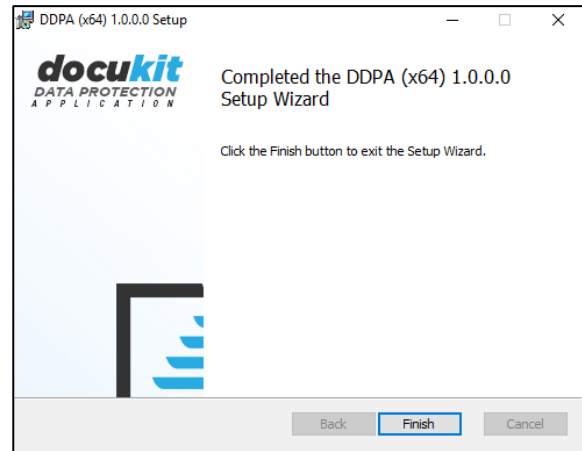 DDPA (x64) 1.0.0.0 Setup
docukit
DATA PROTECTION
APPLICATION
Completed the DDPA (x64) 1.0.0.0
Setup Wizard
Click the Finish button to exit the Setup Wizard.
Back
Finish
Cancel